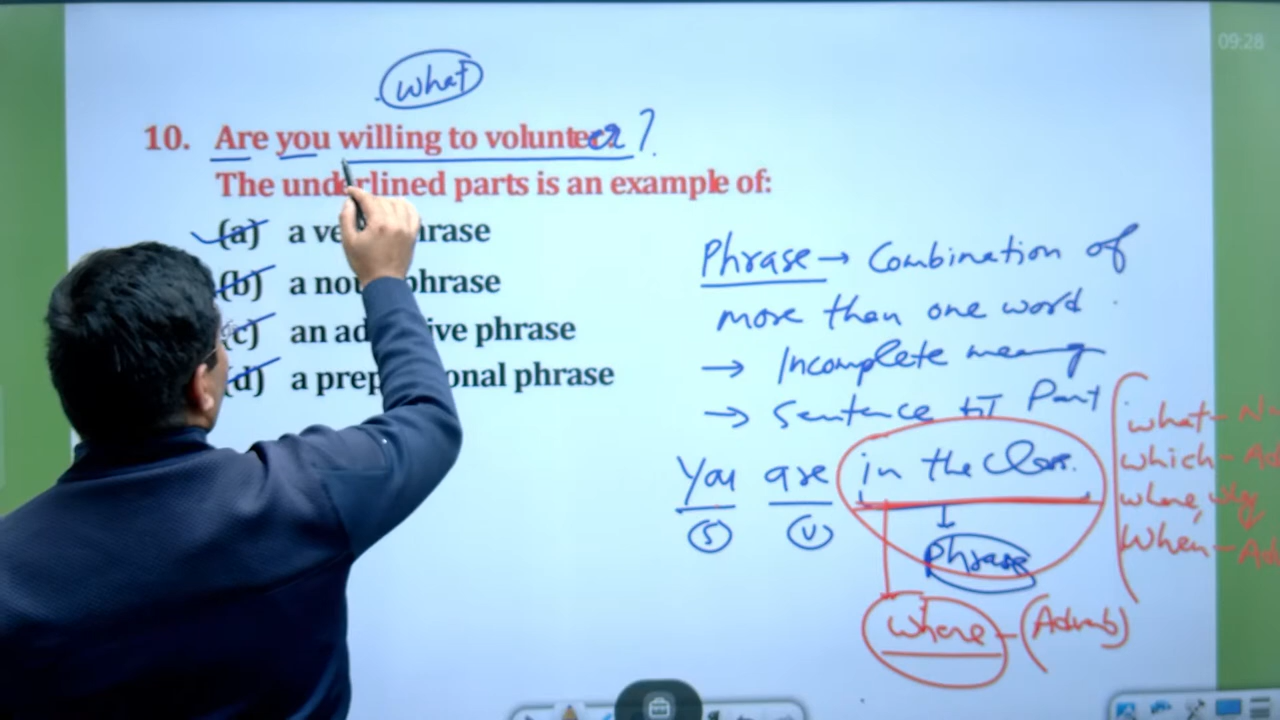 09:28
what
10. Are you willing to volunteer?
The underlined parts is an example of:
(a) a ve hrase
(b) a nou phrase
(c) an ad ive phrase
(d) a prep onal phrase
Phrase → Combination of
more than one word.
→ Incomplete meaning
→ Sentence का Part
You are in the Class.
S V Phrase
where - (Adverb)
what - N
which - Ad
where, why
When - Ad